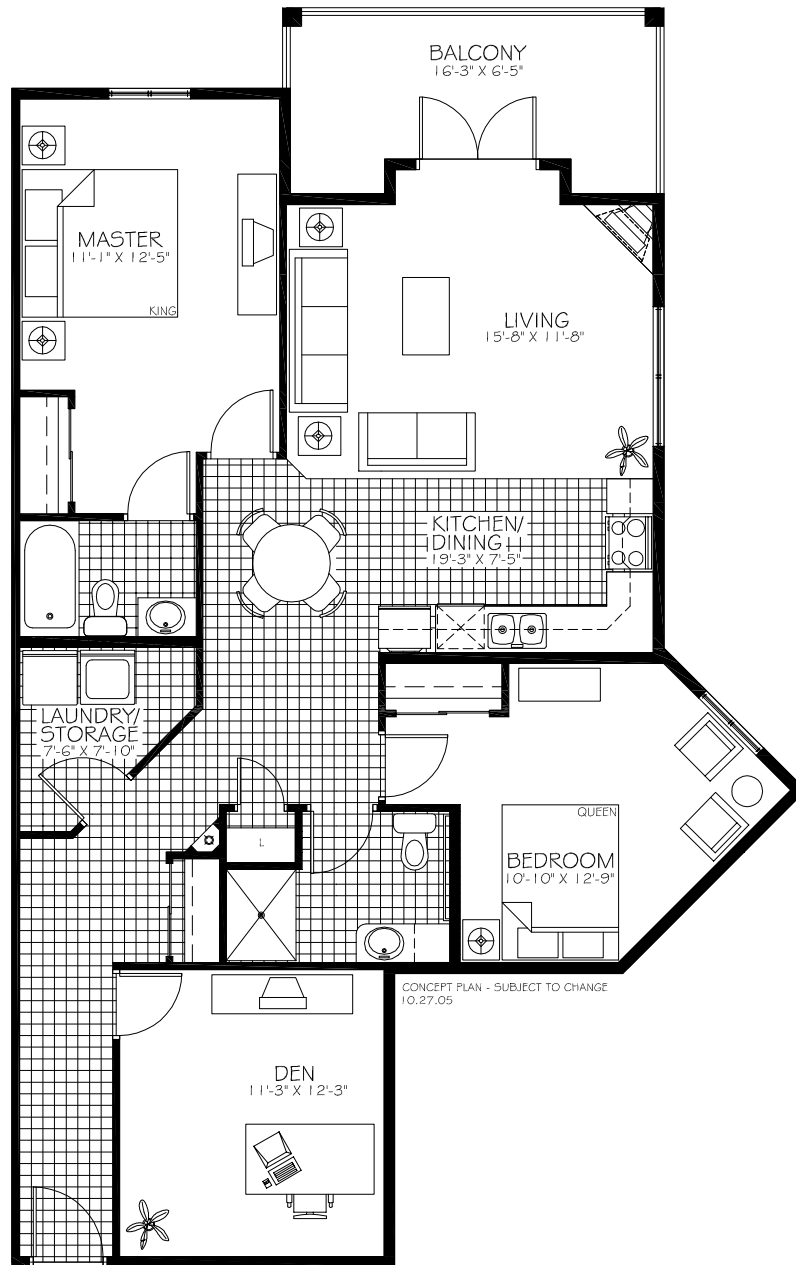 BALCONY
16'-3" X 6'-5"
MASTER
11'-1" X 12'-5"
KING
LIVING
15'-8" X 11'-8"
KITCHEN/
DINING
19'-3" X 7'-5"
LAUNDRY/
STORAGE
7'-6" X 7'-10"
L
QUEEN
BEDROOM
10'-10" X 12'-9"
CONCEPT PLAN - SUBJECT TO CHANGE
10.27.05
DEN
11'-3" X 12'-3"